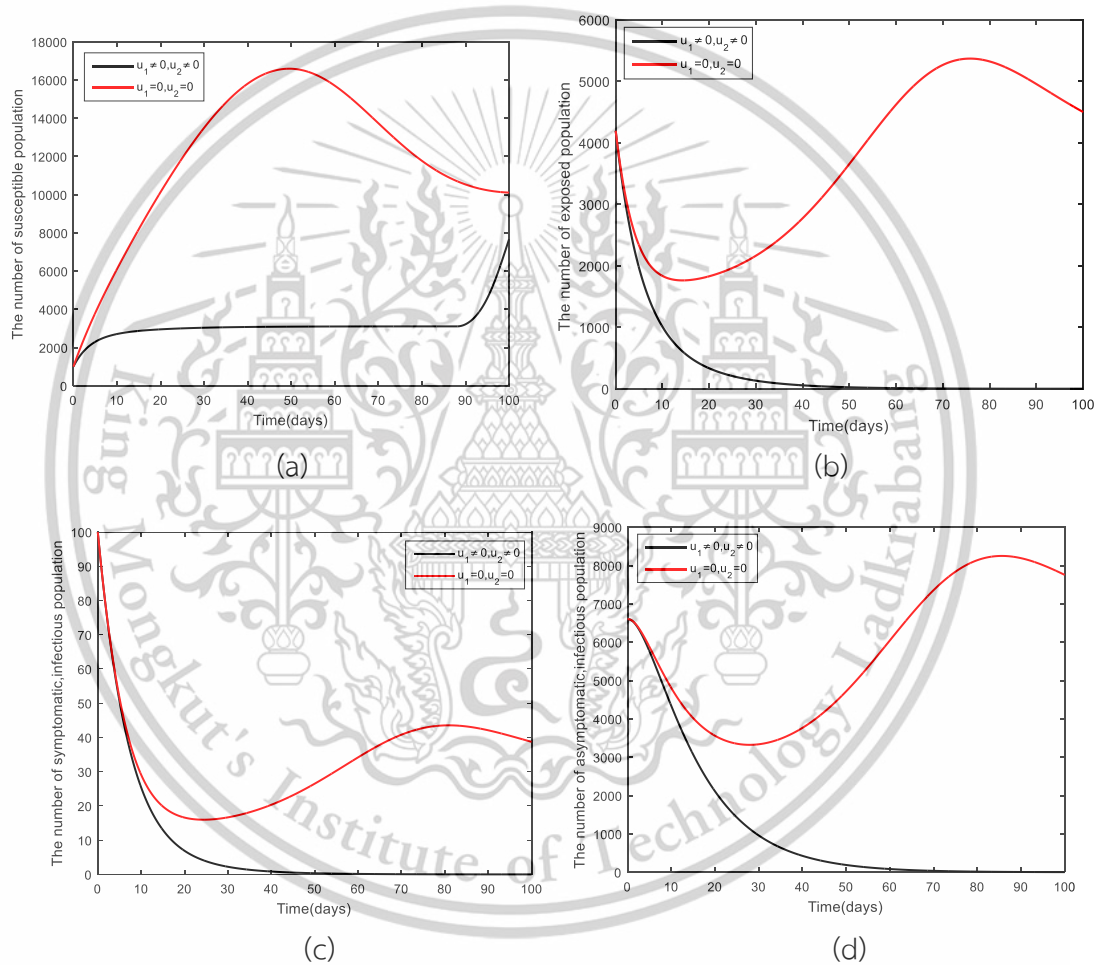 The number of susceptible population
18000
16000
14000
12000
10000
8000
6000
4000
2000
0
u1 ≠ 0,u2 ≠ 0
u1=0,u2=0
0 10 20 30 40 50 60 70 80 90 100
Time(days)
(a)
The number of exposed population
6000
5000
4000
3000
2000
1000
0
u1 ≠ 0,u2 ≠ 0
u1=0,u2=0
0 10 20 30 40 50 60 70 80 90 100
Time(days)
(b)
The number of symptomatic,infectious population
100
90
80
70
60
50
40
30
20
10
0
u1 ≠ 0,u2 ≠ 0
u1=0,u2=0
0 10 20 30 40 50 60 70 80 90 100
Time(days)
(c)
The number of asymptomatic,infectious population
9000
8000
7000
6000
5000
4000
3000
2000
1000
0
u1 ≠ 0,u2 ≠ 0
u1=0,u2=0
0 10 20 30 40 50 60 70 80 90 100
Time(days)
(d)
King Mongkut's Institute of Technology Ladkrabang